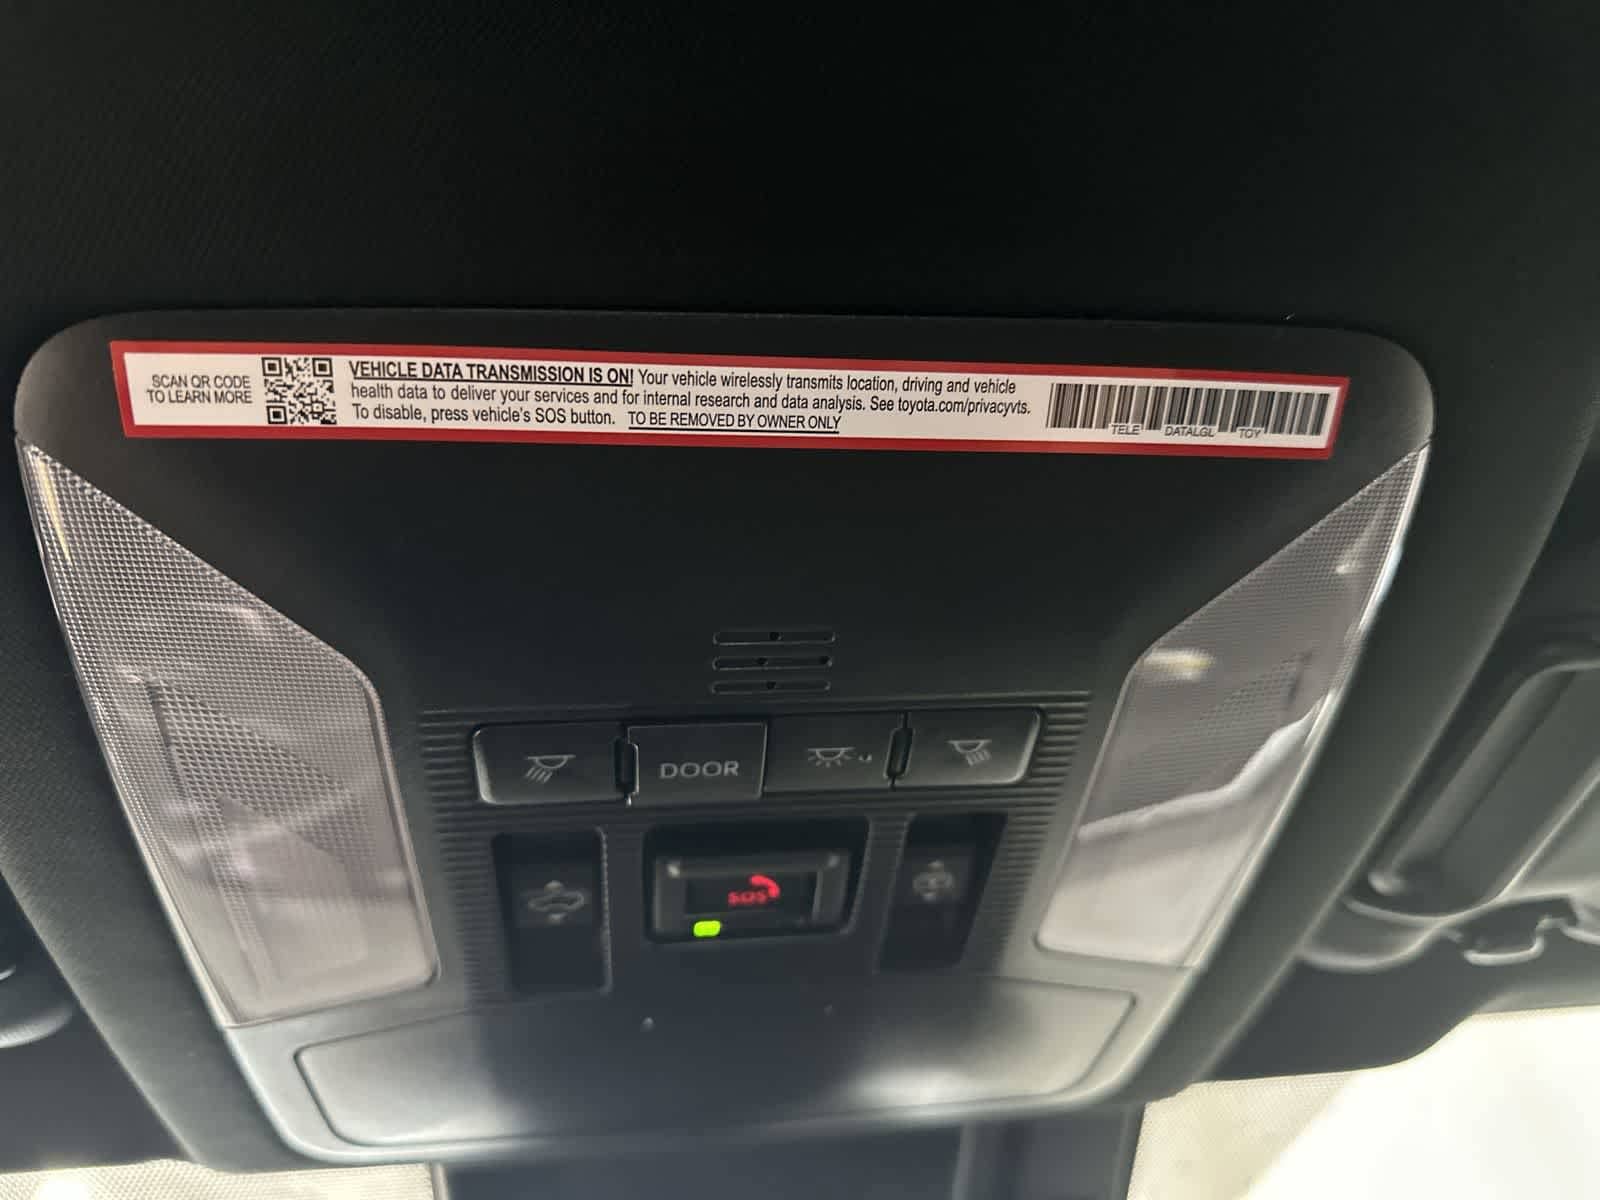 SCAN QR CODE
TO LEARN MORE
VEHICLE DATA TRANSMISSION IS ON! Your vehicle wirelessly transmits location, driving and vehicle
health data to deliver your services and for internal research and data analysis. See toyota.com/privacyvts.
To disable, press vehicle's SOS button. TO BE REMOVED BY OWNER ONLY
TELE DATALGL TOY
DOOR
SOS